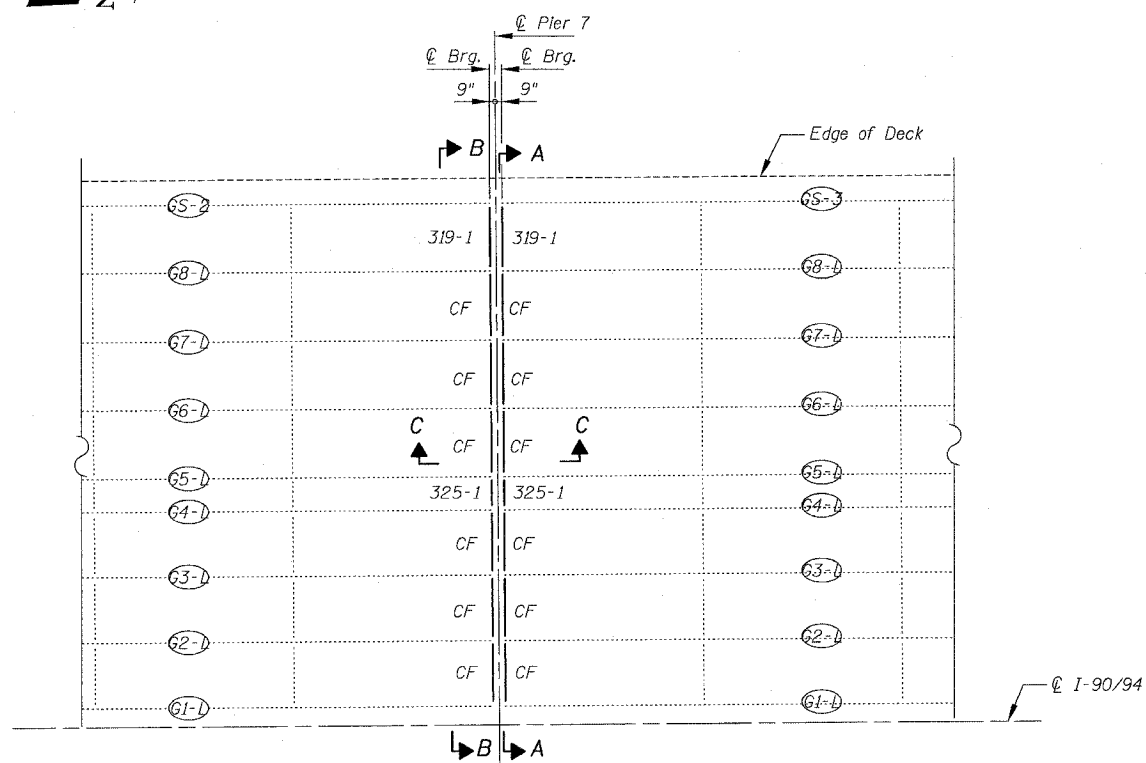 2
℄ Pier 7
℄ Brg. ℄ Brg.
9" 9"
Edge of Deck
B A
GS-2 GS-3
319-1 319-1
G8-L G8-L
CF CF
G7-L G7-L
CF CF
G6-L G6-L
C C
CF CF
G5-L G5-L
325-1 325-1
G4-L G4-L
CF CF
G3-L G3-L
CF CF
G2-L G2-L
CF CF
G1-L G1-L
℄ I-90/94
B A